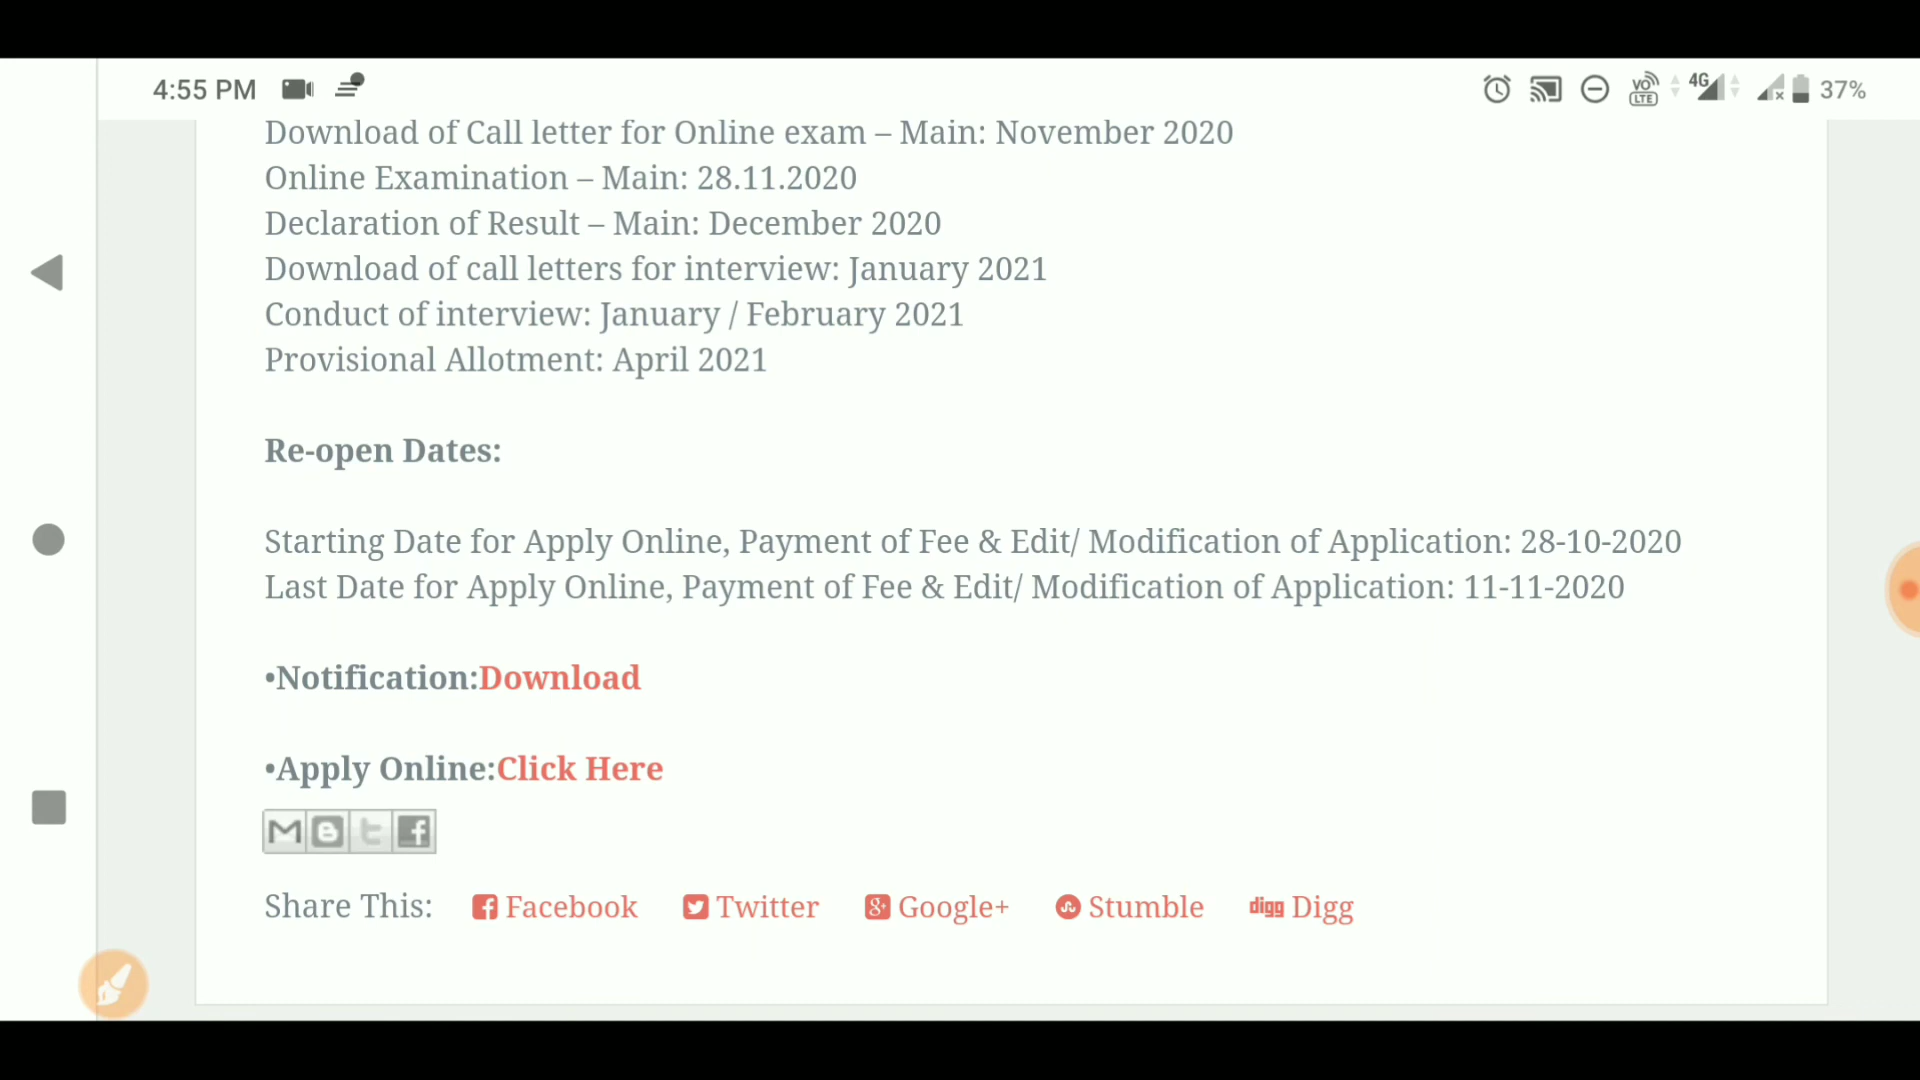 4:55 PM
VO LTE 4G 37%
Download of Call letter for Online exam – Main: November 2020
Online Examination – Main: 28.11.2020
Declaration of Result – Main: December 2020
Download of call letters for interview: January 2021
Conduct of interview: January / February 2021
Provisional Allotment: April 2021
Re-open Dates:
Starting Date for Apply Online, Payment of Fee & Edit/ Modification of Application: 28-10-2020
Last Date for Apply Online, Payment of Fee & Edit/ Modification of Application: 11-11-2020
•Notification:Download
•Apply Online:Click Here
Share This: Facebook Twitter Google+ Stumble digg Digg